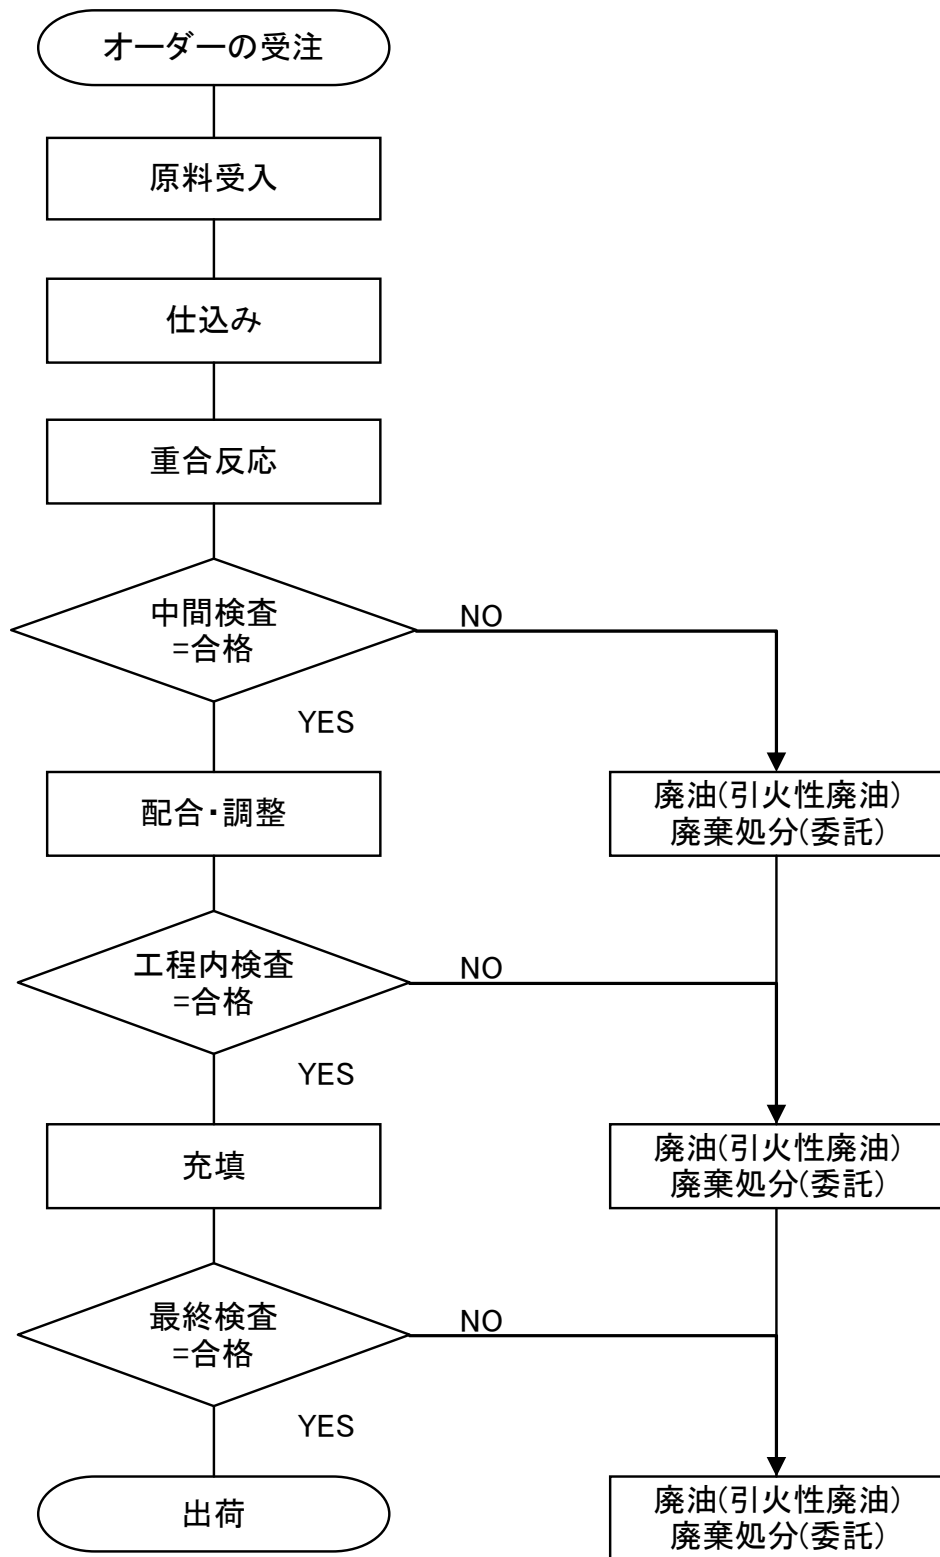 オーダーの受注
原料受入
仕込み
重合反応
中間検査
=合格
NO
YES
配合・調整
廃油(引火性廃油)
廃棄処分(委託)
工程内検査
=合格
NO
YES
充填
廃油(引火性廃油)
廃棄処分(委託)
最終検査
=合格
NO
YES
出荷
廃油(引火性廃油)
廃棄処分(委託)